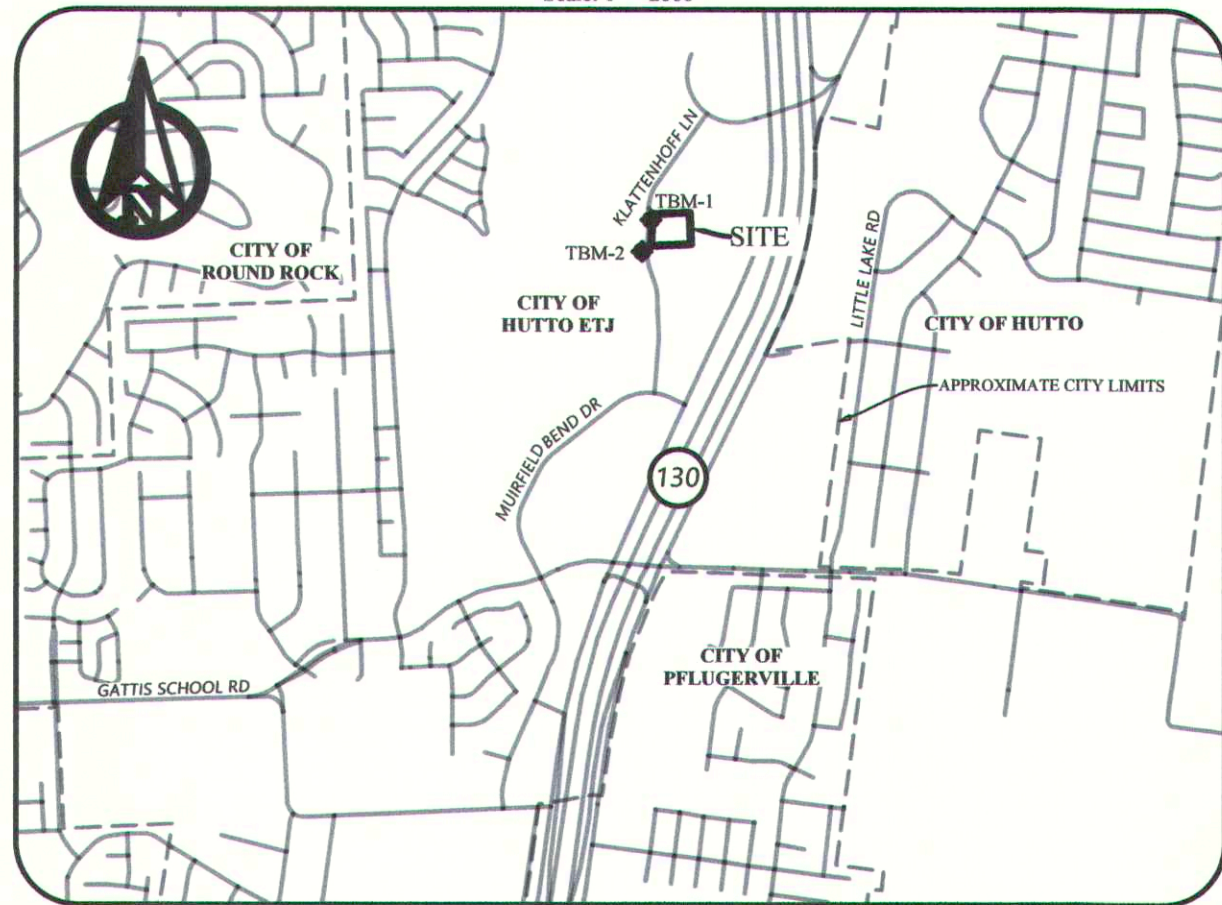 KLATTENHOFF LN
TBM-1
SITE
TBM-2
N
CITY OF
ROUND ROCK
CITY OF
HUTTO ETJ
LITTLE LAKE RD
CITY OF HUTTO
APPROXIMATE CITY LIMITS
MUIRFIELD BEND DR
130
CITY OF
PFLUGERVILLE
GATTIS SCHOOL RD